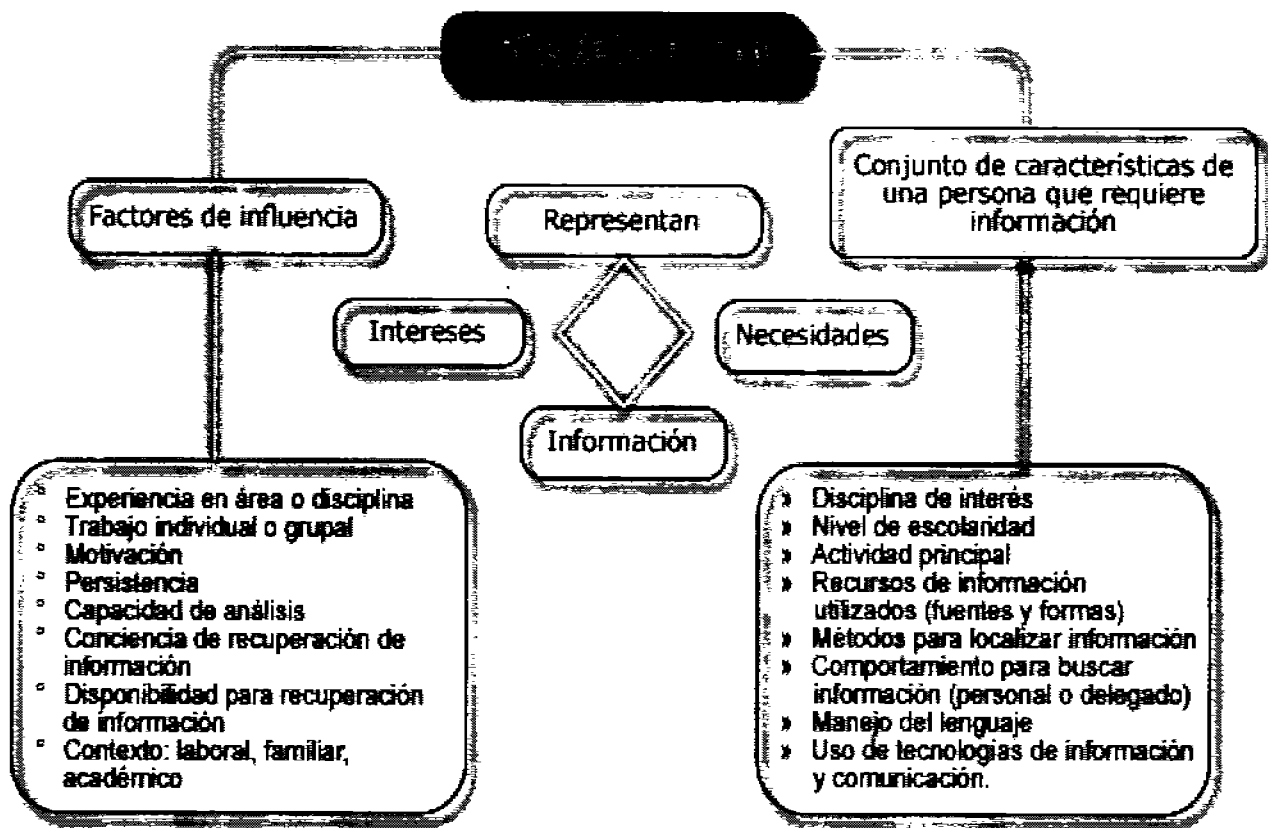 Factores de influencia
Representan
Conjunto de características de
una persona que requiere
información
Intereses
Necesidades
Información
° Experiencia en área o disciplina
° Trabajo individual o grupal
° Motivación
° Persistencia
° Capacidad de análisis
° Conciencia de recuperación de
información
° Disponibilidad para recuperación
de información
° Contexto: laboral, familiar,
académico
» Disciplina de interés
» Nivel de escolaridad
» Actividad principal
» Recursos de información
utilizados (fuentes y formas)
» Métodos para localizar información
» Comportamiento para buscar
información (personal o delegado)
» Manejo del lenguaje
» Uso de tecnologías de información
y comunicación.